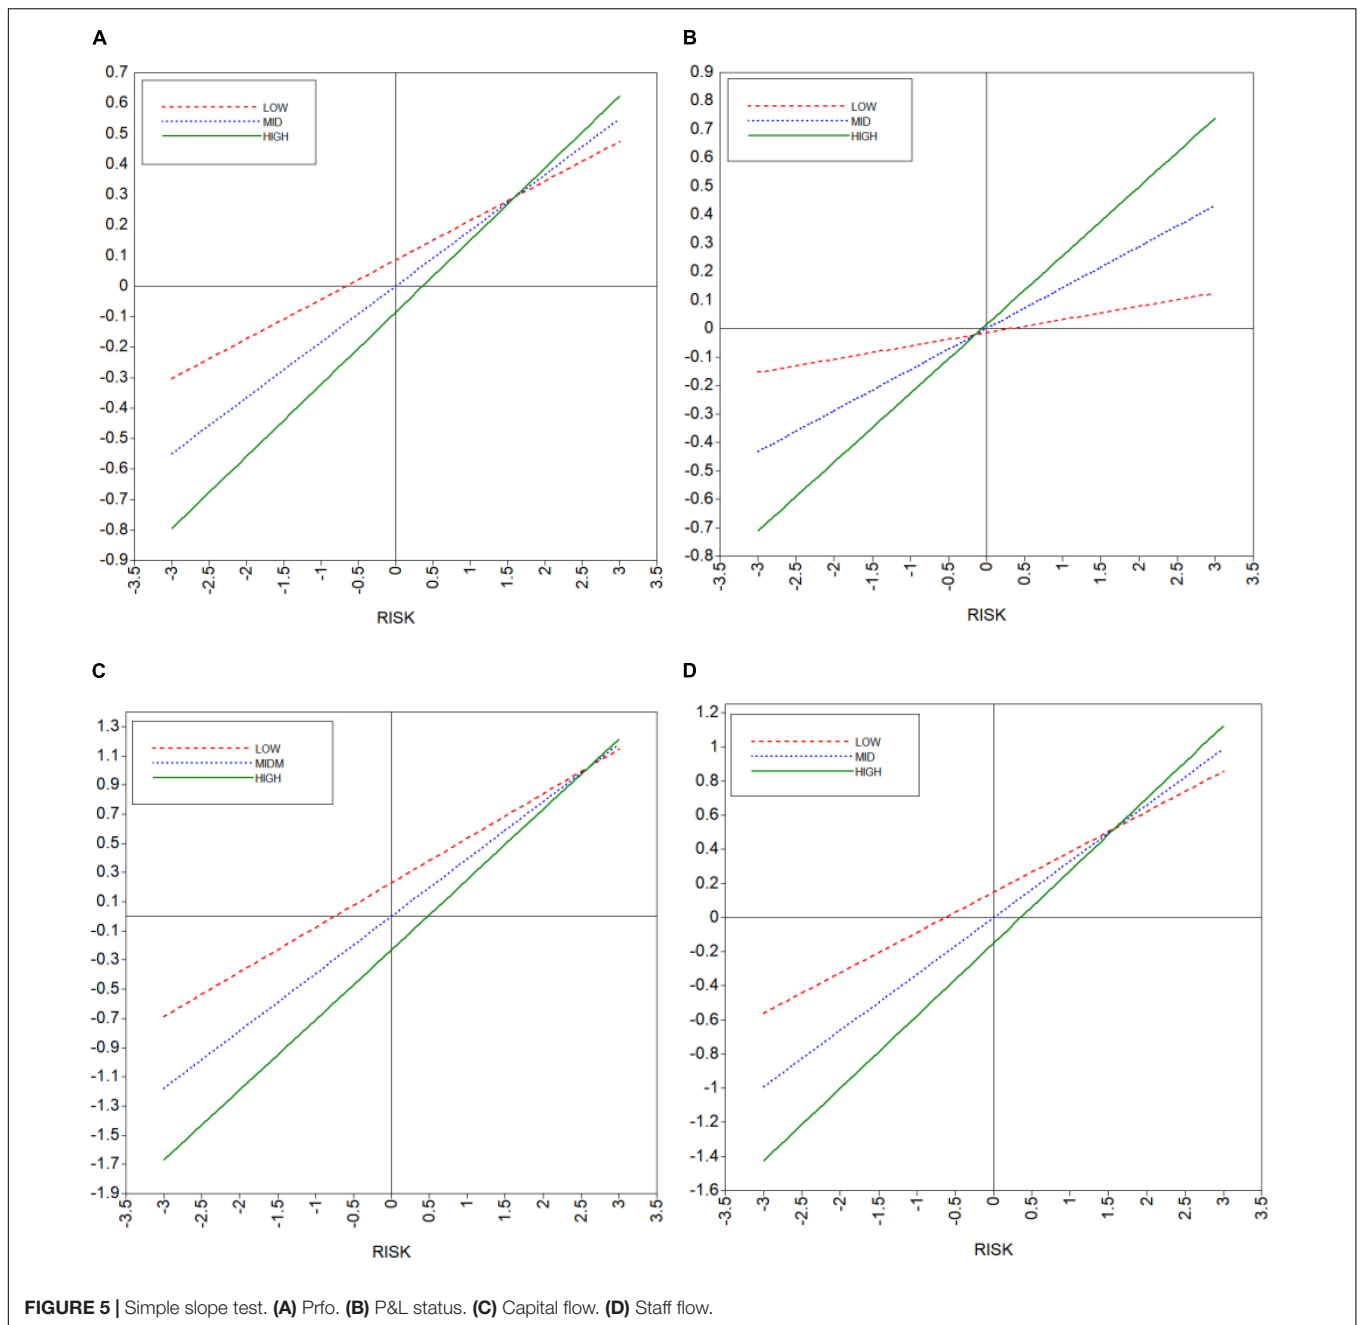 A
0.7
0.6
0.5
0.4
0.3
0.2
0.1
0
-0.1
-0.2
-0.3
-0.4
-0.5
-0.6
-0.7
-0.8
-0.9
LOW
MID
HIGH
-3.5 -3 -2.5 -2 -1.5 -1 -0.5 0 0.5 1 1.5 2 2.5 3 3.5
RISK
B
0.9
0.8
0.7
0.6
0.5
0.4
0.3
0.2
0.1
0
-0.1
-0.2
-0.3
-0.4
-0.5
-0.6
-0.7
-0.8
LOW
MID
HIGH
-3.5 -3 -2.5 -2 -1.5 -1 -0.5 0 0.5 1 1.5 2 2.5 3 3.5
RISK
C
1.3
1.1
0.9
0.7
0.5
0.3
0.1
-0.1
-0.3
-0.5
-0.7
-0.9
-1.1
-1.3
-1.5
-1.7
-1.9
LOW
MIDM
HIGH
-3.5 -3 -2.5 -2 -1.5 -1 -0.5 0 0.5 1 1.5 2 2.5 3 3.5
RISK
D
1.2
1
0.8
0.6
0.4
0.2
0
-0.2
-0.4
-0.6
-0.8
-1
-1.2
-1.4
-1.6
LOW
MID
HIGH
-3.5 -3 -2.5 -2 -1.5 -1 -0.5 0 0.5 1 1.5 2 2.5 3 3.5
RISK
FIGURE 5 | Simple slope test. (A) Prfo. (B) P&L status. (C) Capital flow. (D) Staff flow.